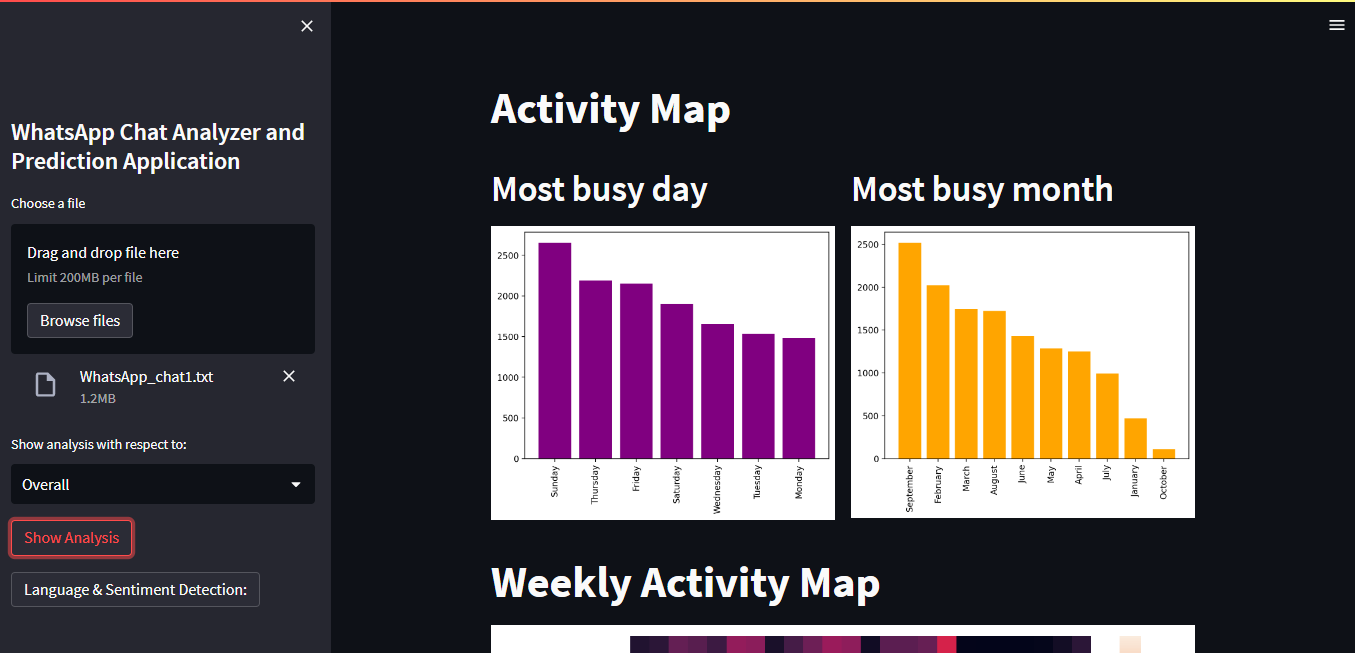 WhatsApp Chat Analyzer and
Prediction Application
Choose a file
Drag and drop file here
Limit 200MB per file
Browse files
WhatsApp_chat1.txt
1.2MB
Show analysis with respect to:
Overall
Show Analysis
Language & Sentiment Detection:
Activity Map
Most busy day
2500
2000
1500
1000
500
0
Sunday
Thursday
Friday
Saturday
Wednesday
Tuesday
Monday
Most busy month
2500
2000
1500
1000
500
0
September
February
March
August
June
May
April
July
January
October
Weekly Activity Map